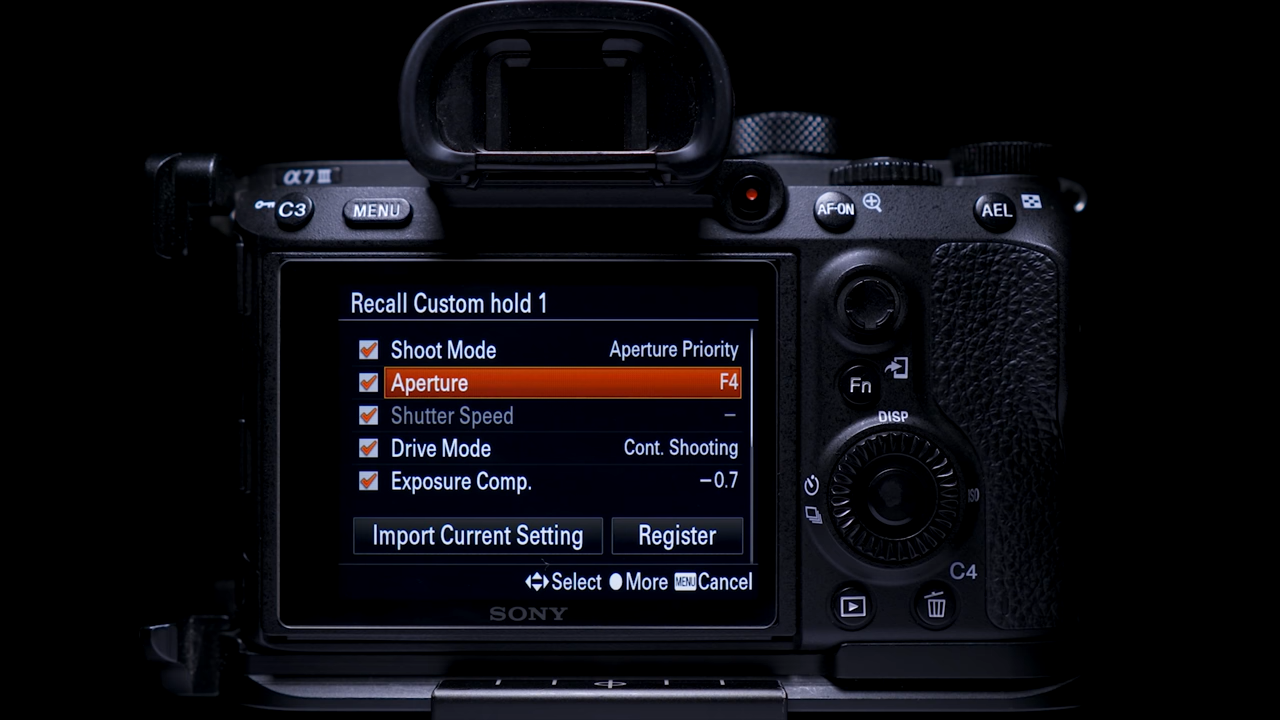 α7III
C3
MENU
AF-ON
AEL
Recall Custom hold 1
Shoot Mode Aperture Priority
Aperture F4
Shutter Speed –
Drive Mode Cont. Shooting
Exposure Comp. –0.7
Import Current Setting Register
Select More MENU Cancel
SONY
Fn
DISP
ISO
C4